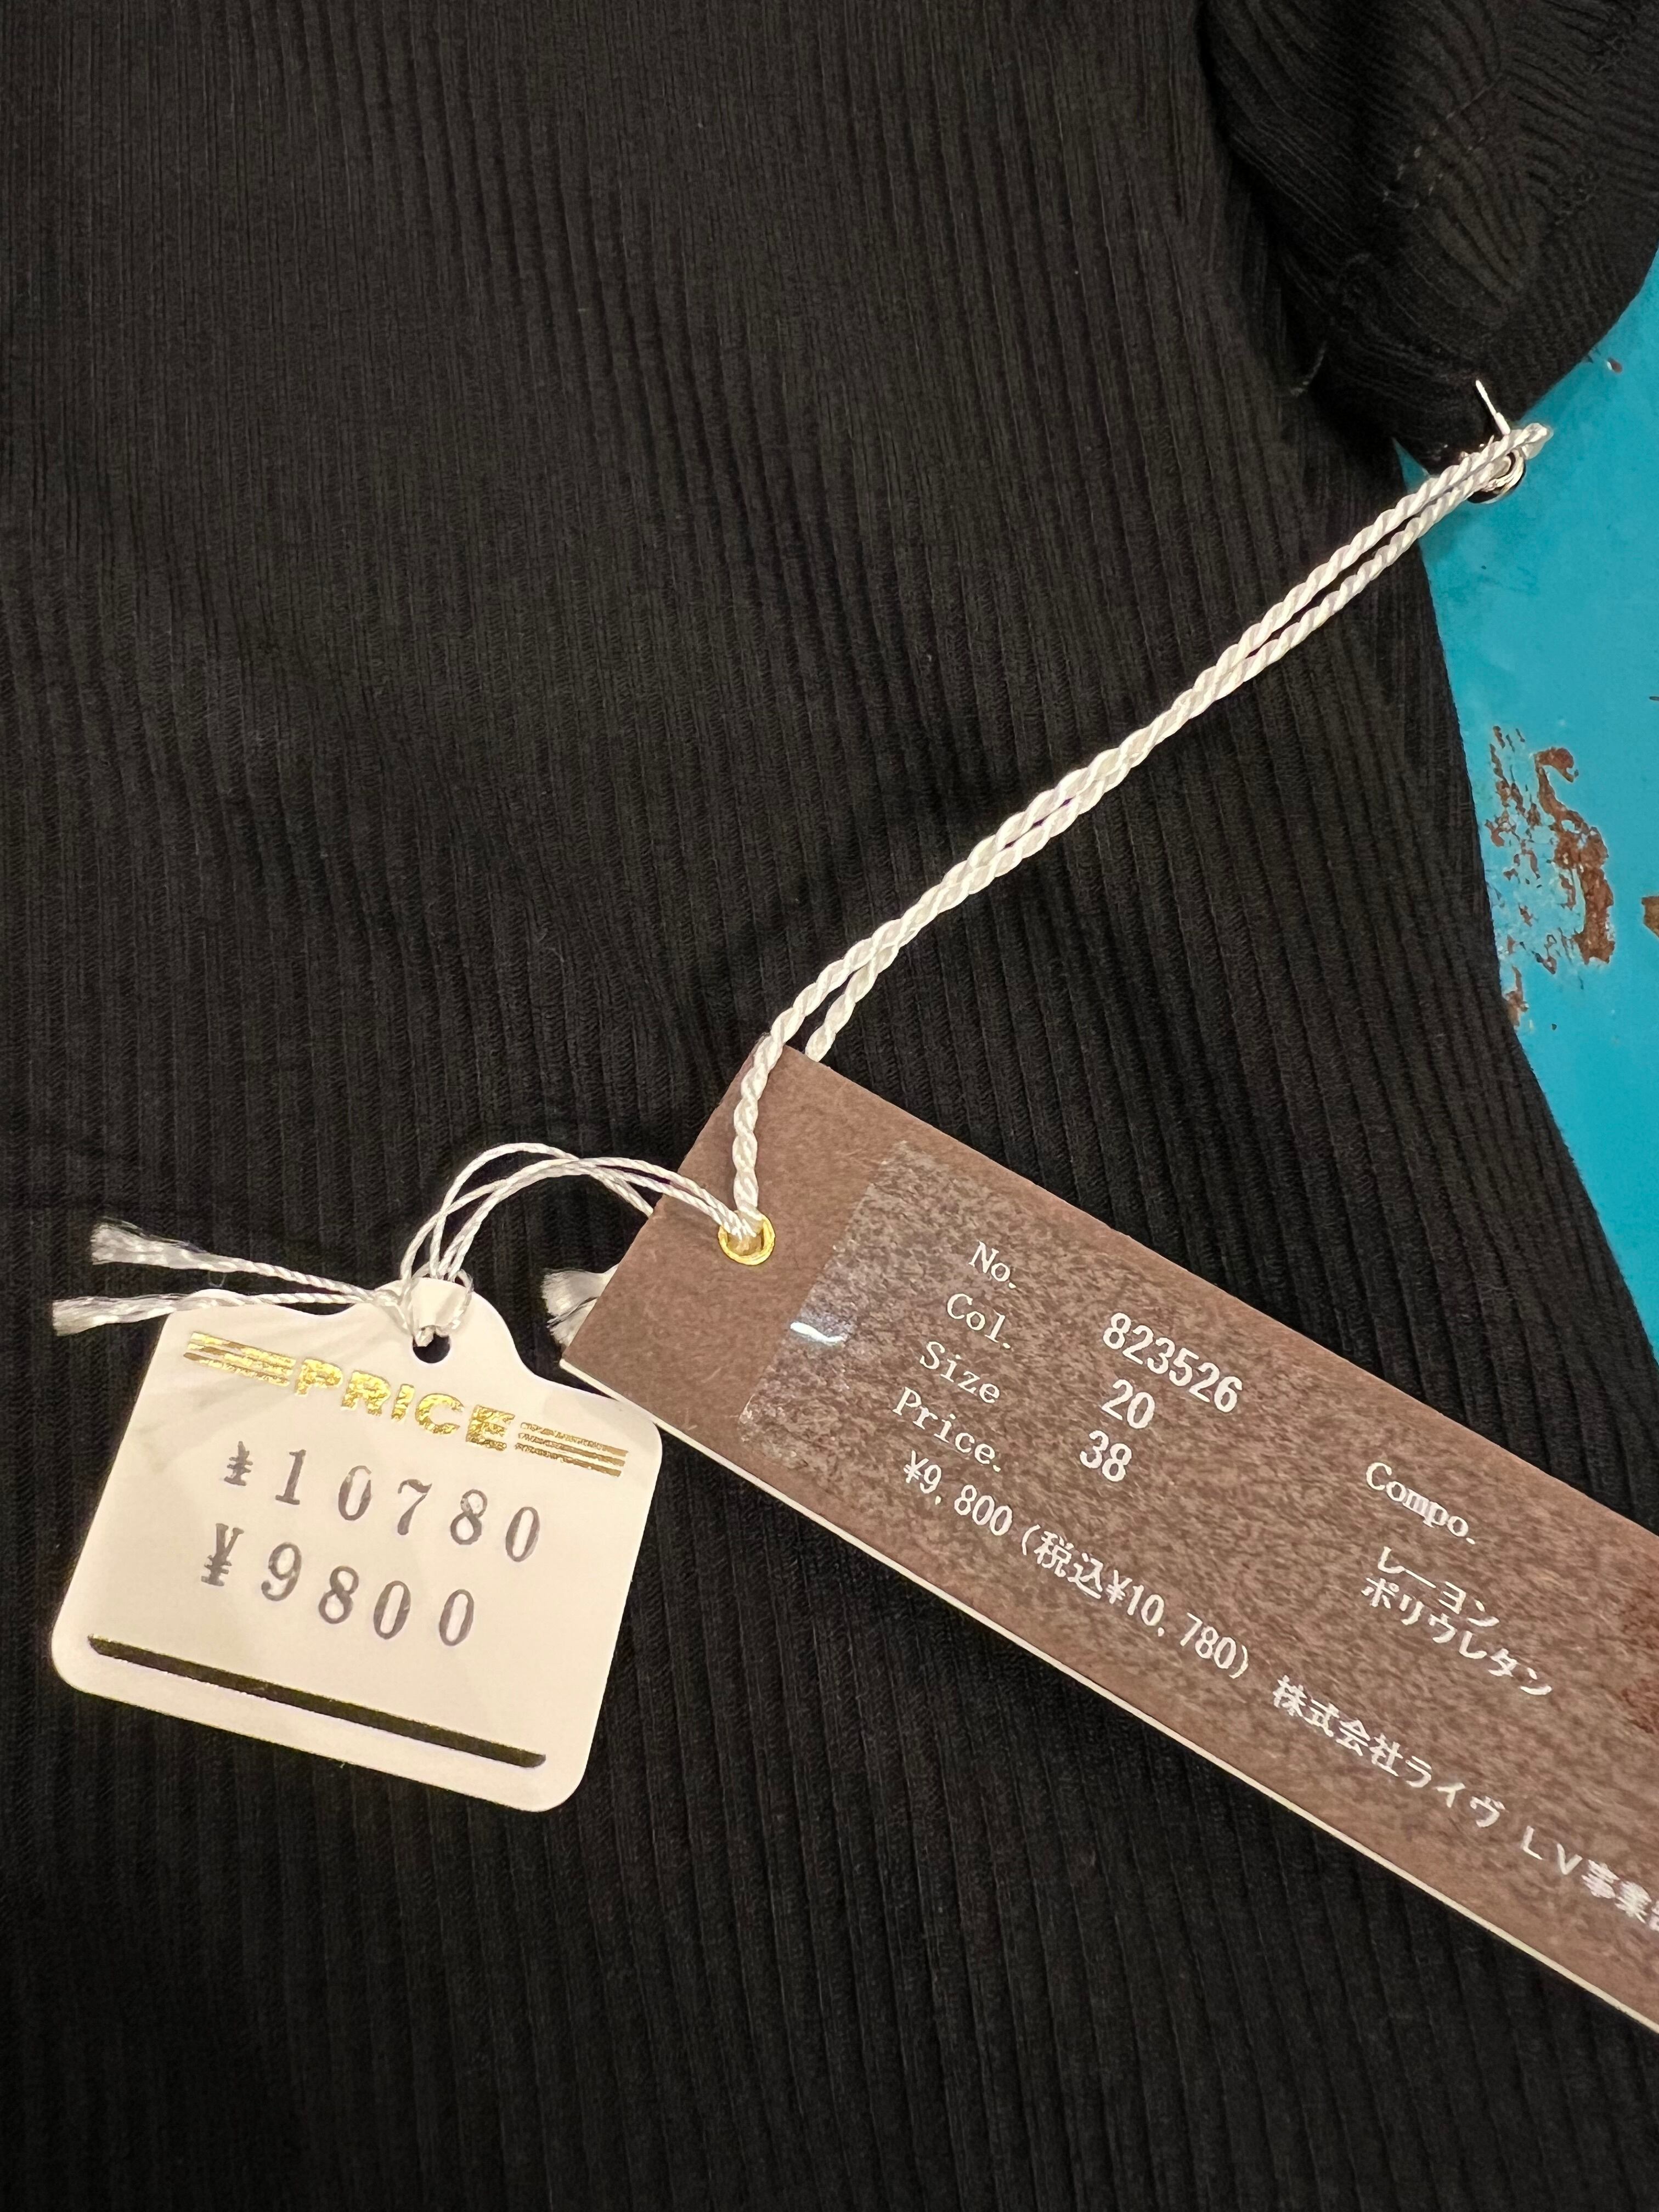 PRICE
¥10780
¥9800
No. 823526
Col. 20
Size 38
Price.
¥9,800(税込¥10,780)
Compo.
レーヨン
ポリウレタン
株式会社ライヴ LV事業